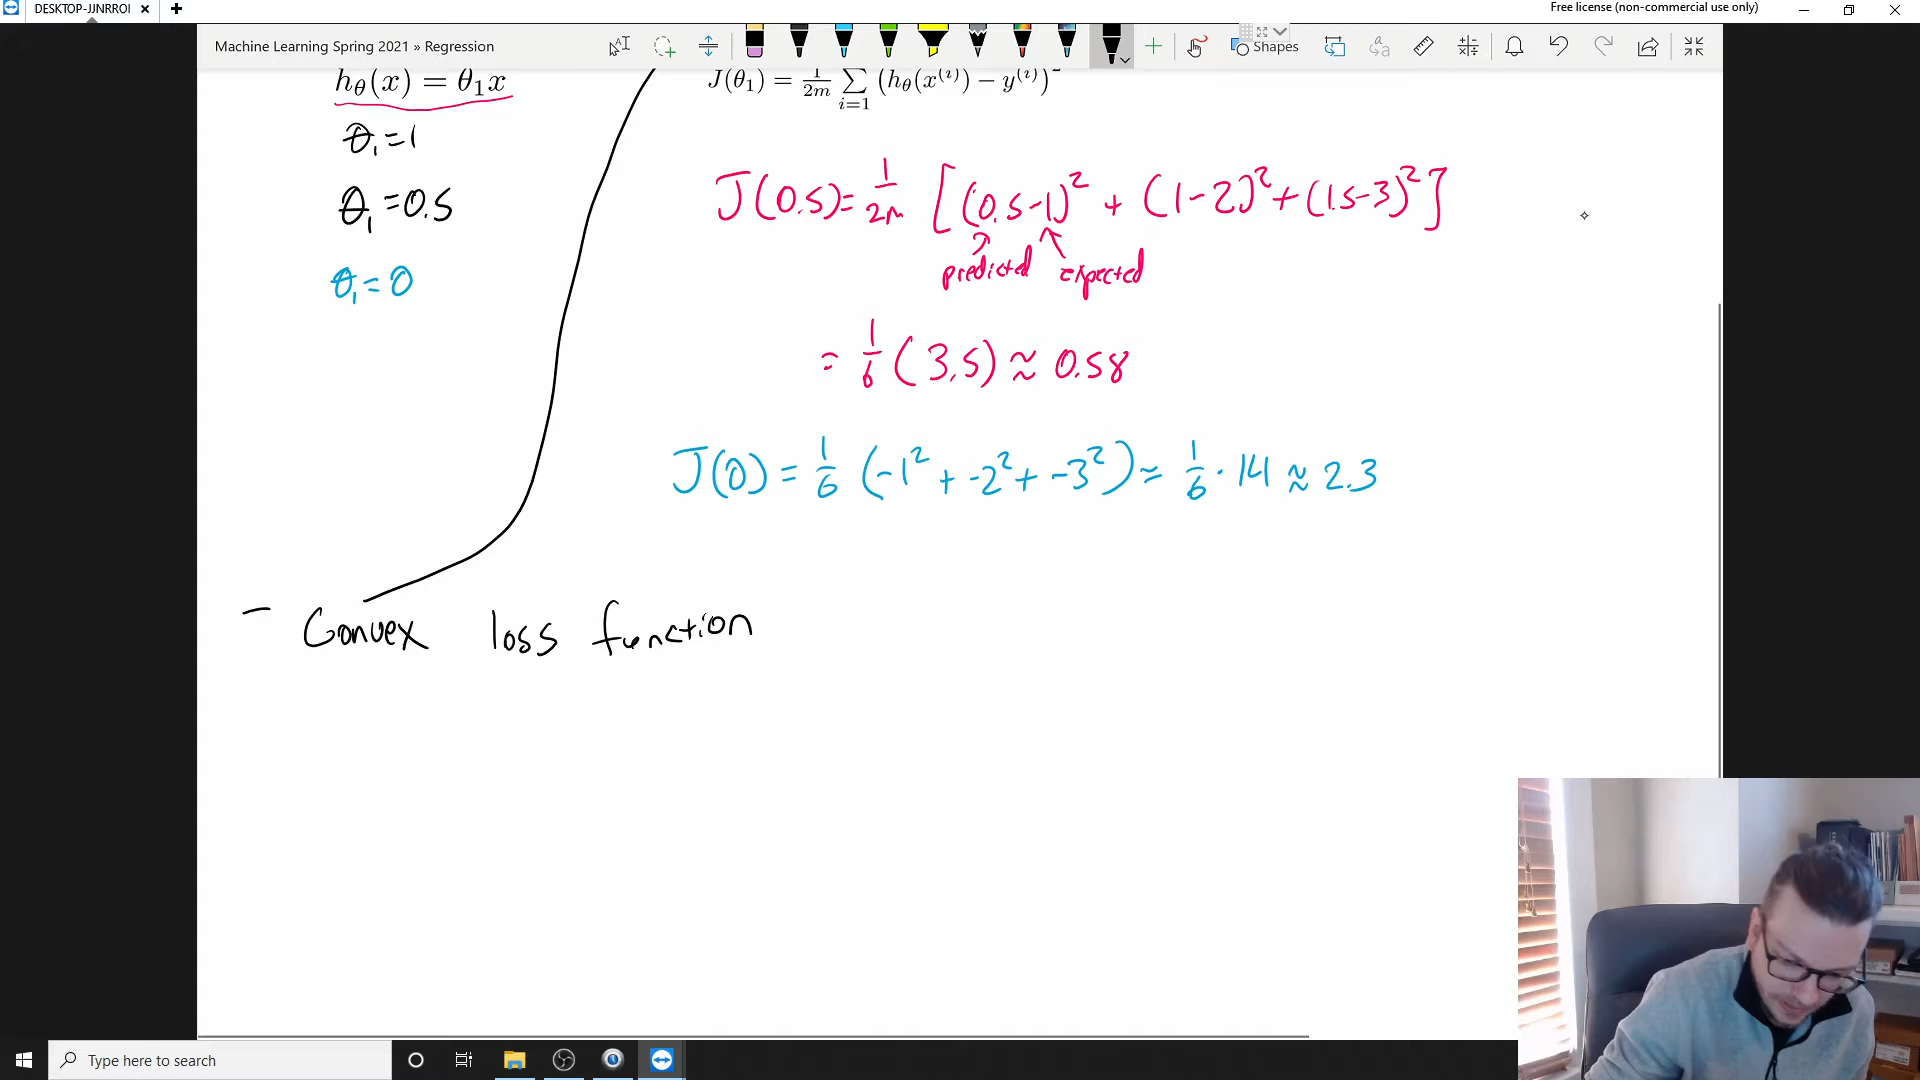 DESKTOP-JJNRROI
Free license (non-commercial use only)
Machine Learning Spring 2021 » Regression
Shapes
hθ(x) = θ₁x
J(θ₁) = 1/2m ∑ i=1 (hθ(x⁽ⁱ⁾) − y⁽ⁱ⁾)²
θ₁=1
θ₁=0.5
θ₁=0
J(0.5)= 1/2m [(0.5-1)² + (1-2)² + (1.5-3)²]
predicted expected
= 1/6 (3.5) ≈ 0.58
J(0) = 1/6 (-1² + -2² + -3²) ≈ 1/6 · 14 ≈ 2.3
- Convex loss function
Type here to search